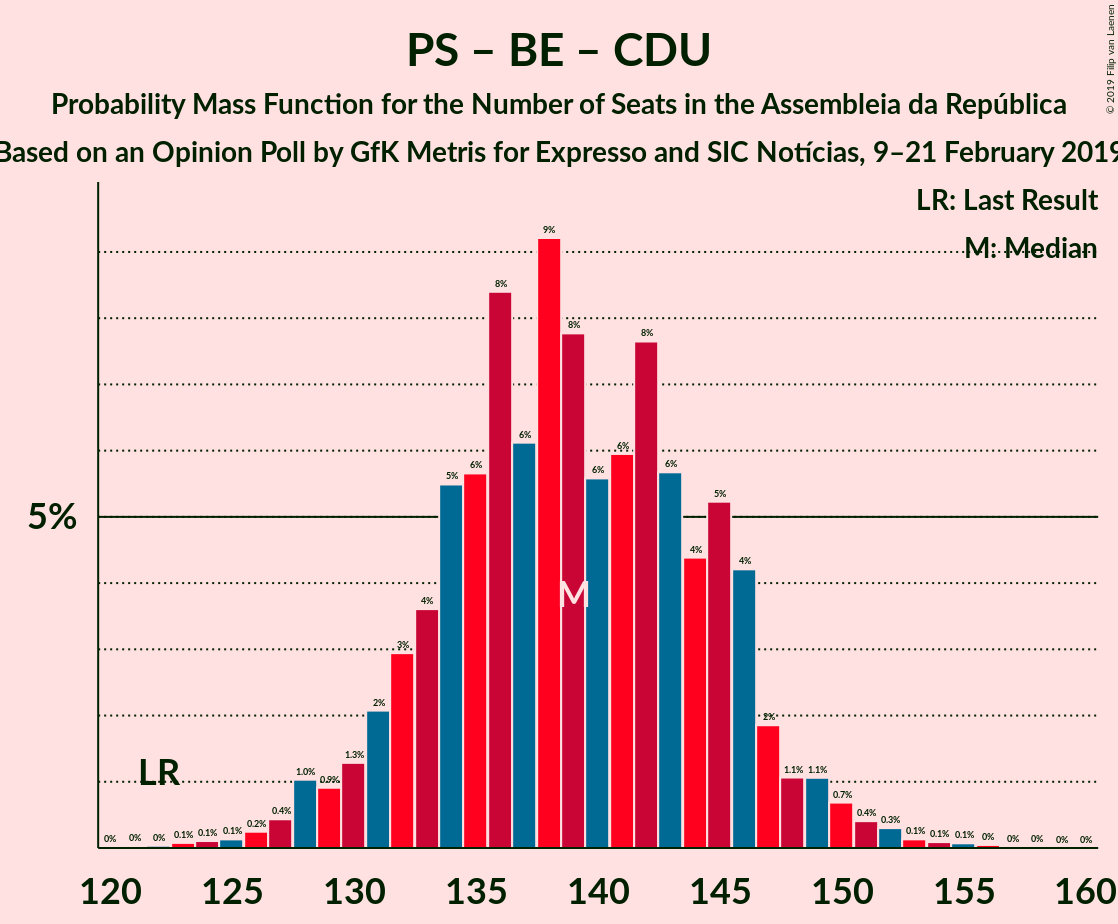 PS – BE – CDU
Probability Mass Function for the Number of Seats in the Assembleia da República
Based on an Opinion Poll by GfK Metris for Expresso and SIC Notícias, 9–21 February 2019
© 2019 Filip van Laenen
LR: Last Result
M: Median
5%
LR
M
0% 0% 0% 0.1% 0.1% 0.1% 0.2% 0.4% 1.0% 0.9% 1.3% 2% 3% 4% 5% 6% 8% 6% 9% 8% 6% 6% 8% 6% 4% 5% 4% 2% 1.1% 1.1% 0.7% 0.4% 0.3% 0.1% 0.1% 0.1% 0% 0% 0% 0% 0%
120 125 130 135 140 145 150 155 160